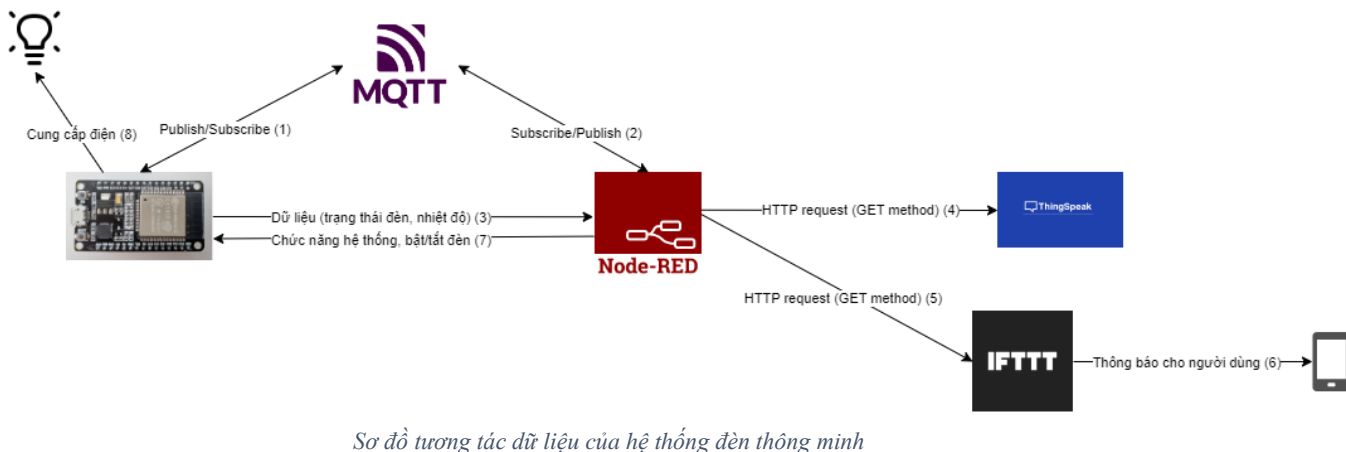 MQTT
Cung cấp điện (8)
Publish/Subscribe (1)
Subscribe/Publish (2)
Dữ liệu (trạng thái đèn, nhiệt độ) (3)
Chức năng hệ thống, bật/tắt đèn (7)
Node-RED
HTTP request (GET method) (4)
ThingSpeak
HTTP request (GET method) (5)
IFTTT
Thông báo cho người dùng (6)
Sơ đồ tương tác dữ liệu của hệ thống đèn thông minh